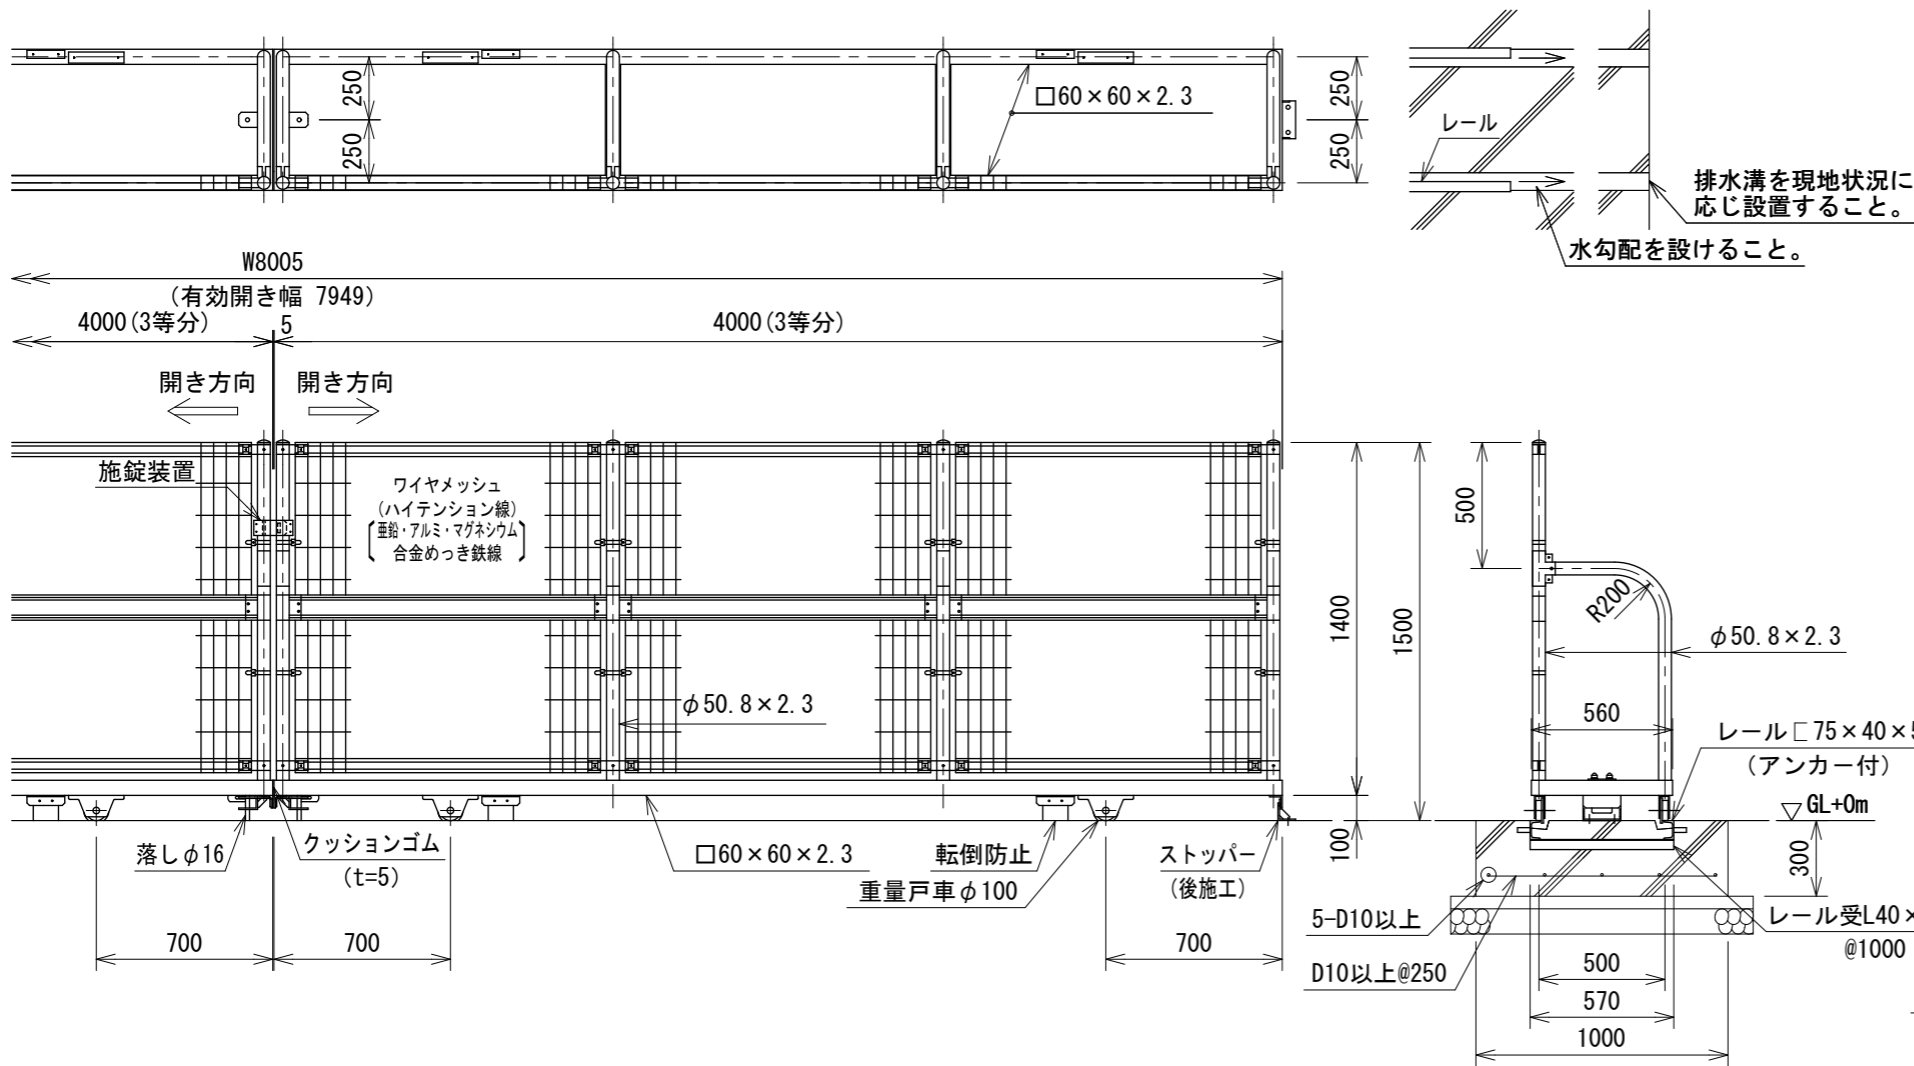 250
250
□60×60×2.3
250
250
レール
排水溝を現地状況に
応じ設置すること。
水勾配を設けること。
W8005
(有効開き幅 7949)
4000(3等分)
5
4000(3等分)
開き方向
開き方向
施錠装置
ワイヤメッシュ
(ハイテンション線)
亜鉛・アルミ・マグネシウム
合金めっき鉄線
φ50.8×2.3
1400
1500
100
500
R200
φ50.8×2.3
560
レール⊏75×40×5
(アンカー付)
▽GL+0m
300
落しφ16
クッションゴム
(t=5)
□60×60×2.3
転倒防止
重量戸車φ100
ストッパー
(後施工)
700
700
700
5-D10以上
D10以上@250
レール受L40×
@1000
500
570
1000